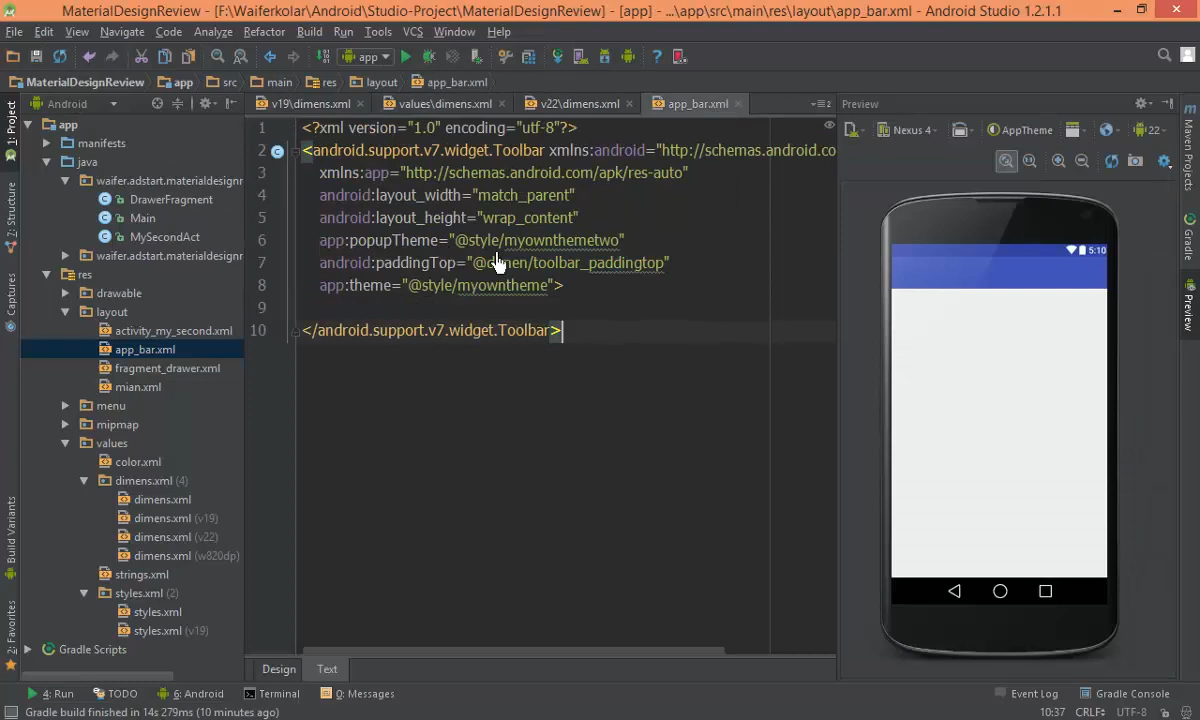 MaterialDesignReview - [F:\Waiferkolar\Android\Studio-Project\MaterialDesignReview] - [app] - ...\app\src\main\res\layout\app_bar.xml - Android Studio 1.2.1.1
File Edit View Navigate Code Analyze Refactor Build Run Tools VCS Window Help
app
MaterialDesignReview app src main res layout app_bar.xml
Android v19\dimens.xml values\dimens.xml v22\dimens.xml app_bar.xml Preview
Nexus 4 AppTheme 22
1: Project
Structure
Captures
Build Variants
2: Favorites
app
manifests
java
waifer.adstart.materialdesignr
DrawerFragment
Main
MySecondAct
waifer.adstart.materialdesignr
res
drawable
layout
activity_my_second.xml
app_bar.xml
fragment_drawer.xml
mian.xml
menu
mipmap
values
color.xml
dimens.xml (4)
dimens.xml
dimens.xml (v19)
dimens.xml (v22)
dimens.xml (w820dp)
strings.xml
styles.xml (2)
styles.xml
styles.xml (v19)
Gradle Scripts
1 <?xml version="1.0" encoding="utf-8"?>
2 <android.support.v7.widget.Toolbar xmlns:android="http://schemas.android.co
3 xmlns:app="http://schemas.android.com/apk/res-auto"
4 android:layout_width="match_parent"
5 android:layout_height="wrap_content"
6 app:popupTheme="@style/myownthemetwo"
7 android:paddingTop="@dimen/toolbar_paddingtop"
8 app:theme="@style/myowntheme">
9
10 </android.support.v7.widget.Toolbar>
5:10
Maven Projects
Gradle
Preview
Design Text
4: Run TODO 6: Android Terminal 0: Messages Event Log Gradle Console
Gradle build finished in 14s 279ms (10 minutes ago) 10:37 CRLF UTF-8